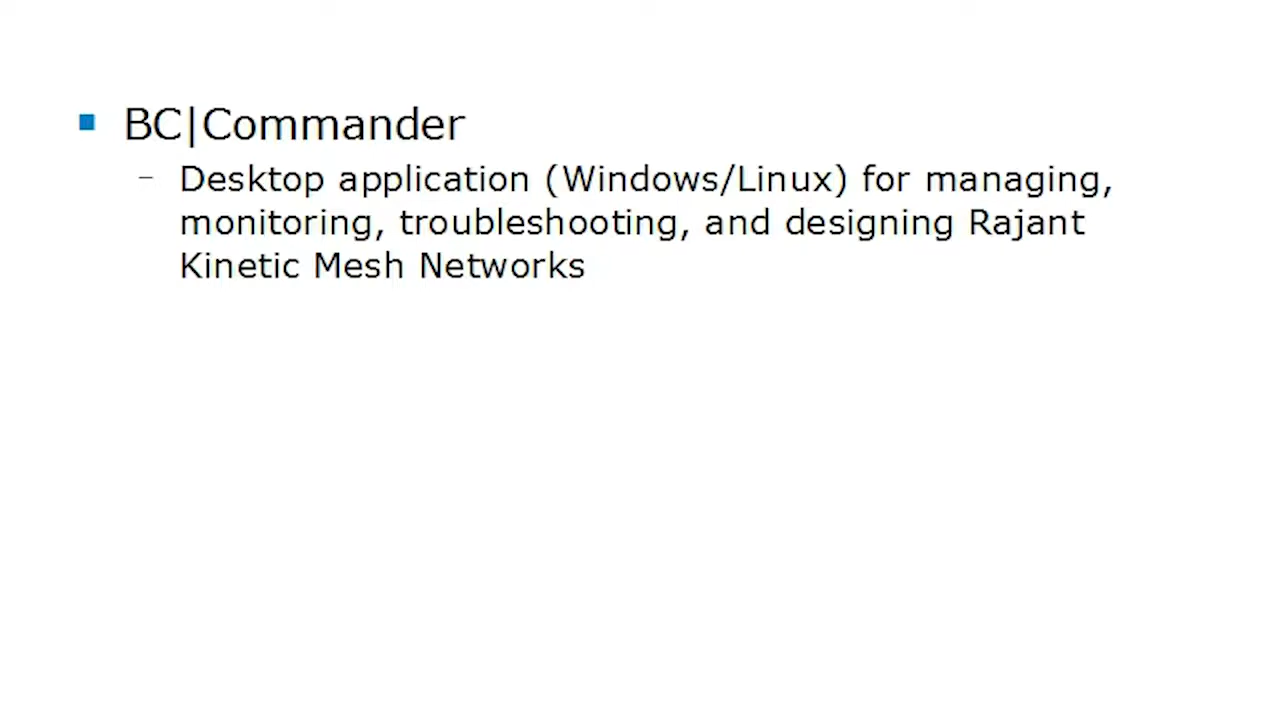 BC|Commander
– Desktop application (Windows/Linux) for managing,
monitoring, troubleshooting, and designing Rajant
Kinetic Mesh Networks